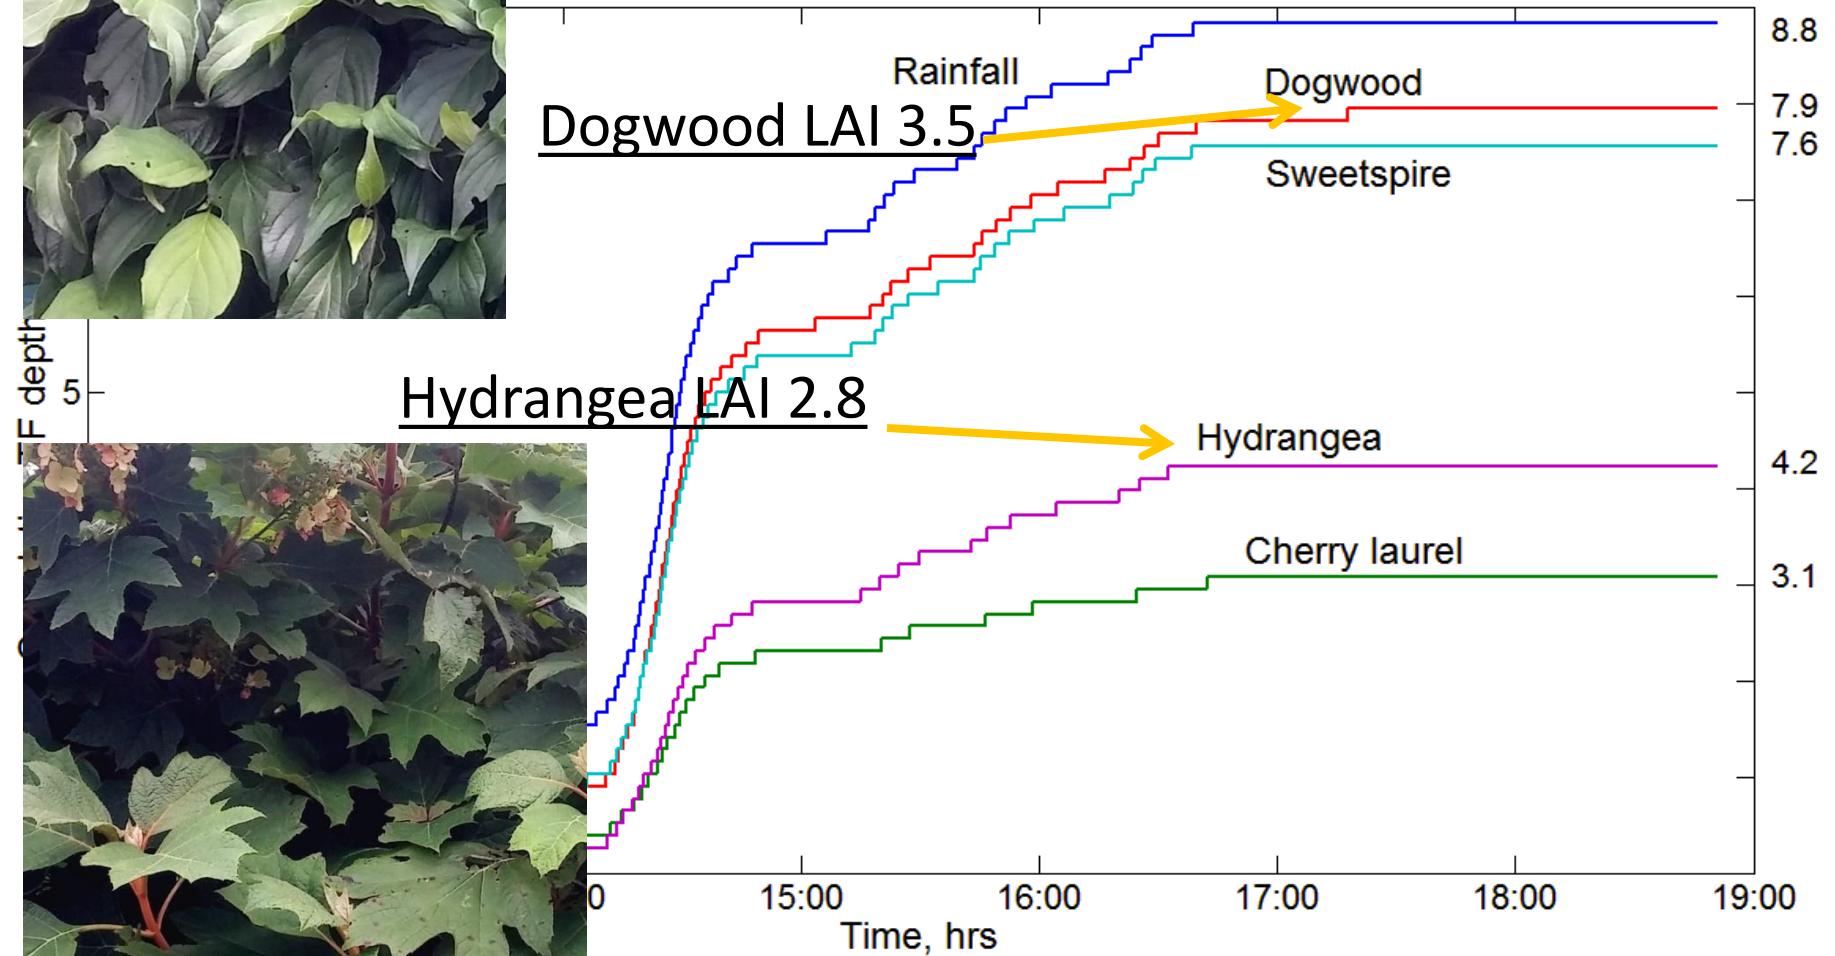 8.8
Rainfall
Dogwood
Dogwood LAI 3.5
7.9
7.6
Sweetspire
5
Hydrangea LAI 2.8
Hydrangea
4.2
Cherry laurel
3.1
F depth
15:00
16:00
17:00
18:00
19:00
Time, hrs